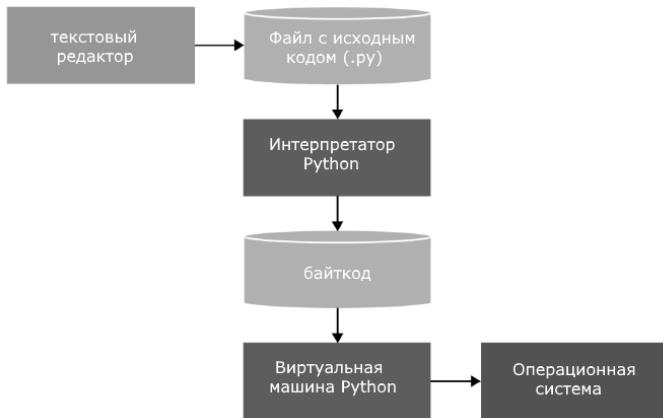 текстовый
редактор
Файл с исходным
кодом (.py)
Интерпретатор
Python
байткод
Виртуальная
машина Python
Операционная
система